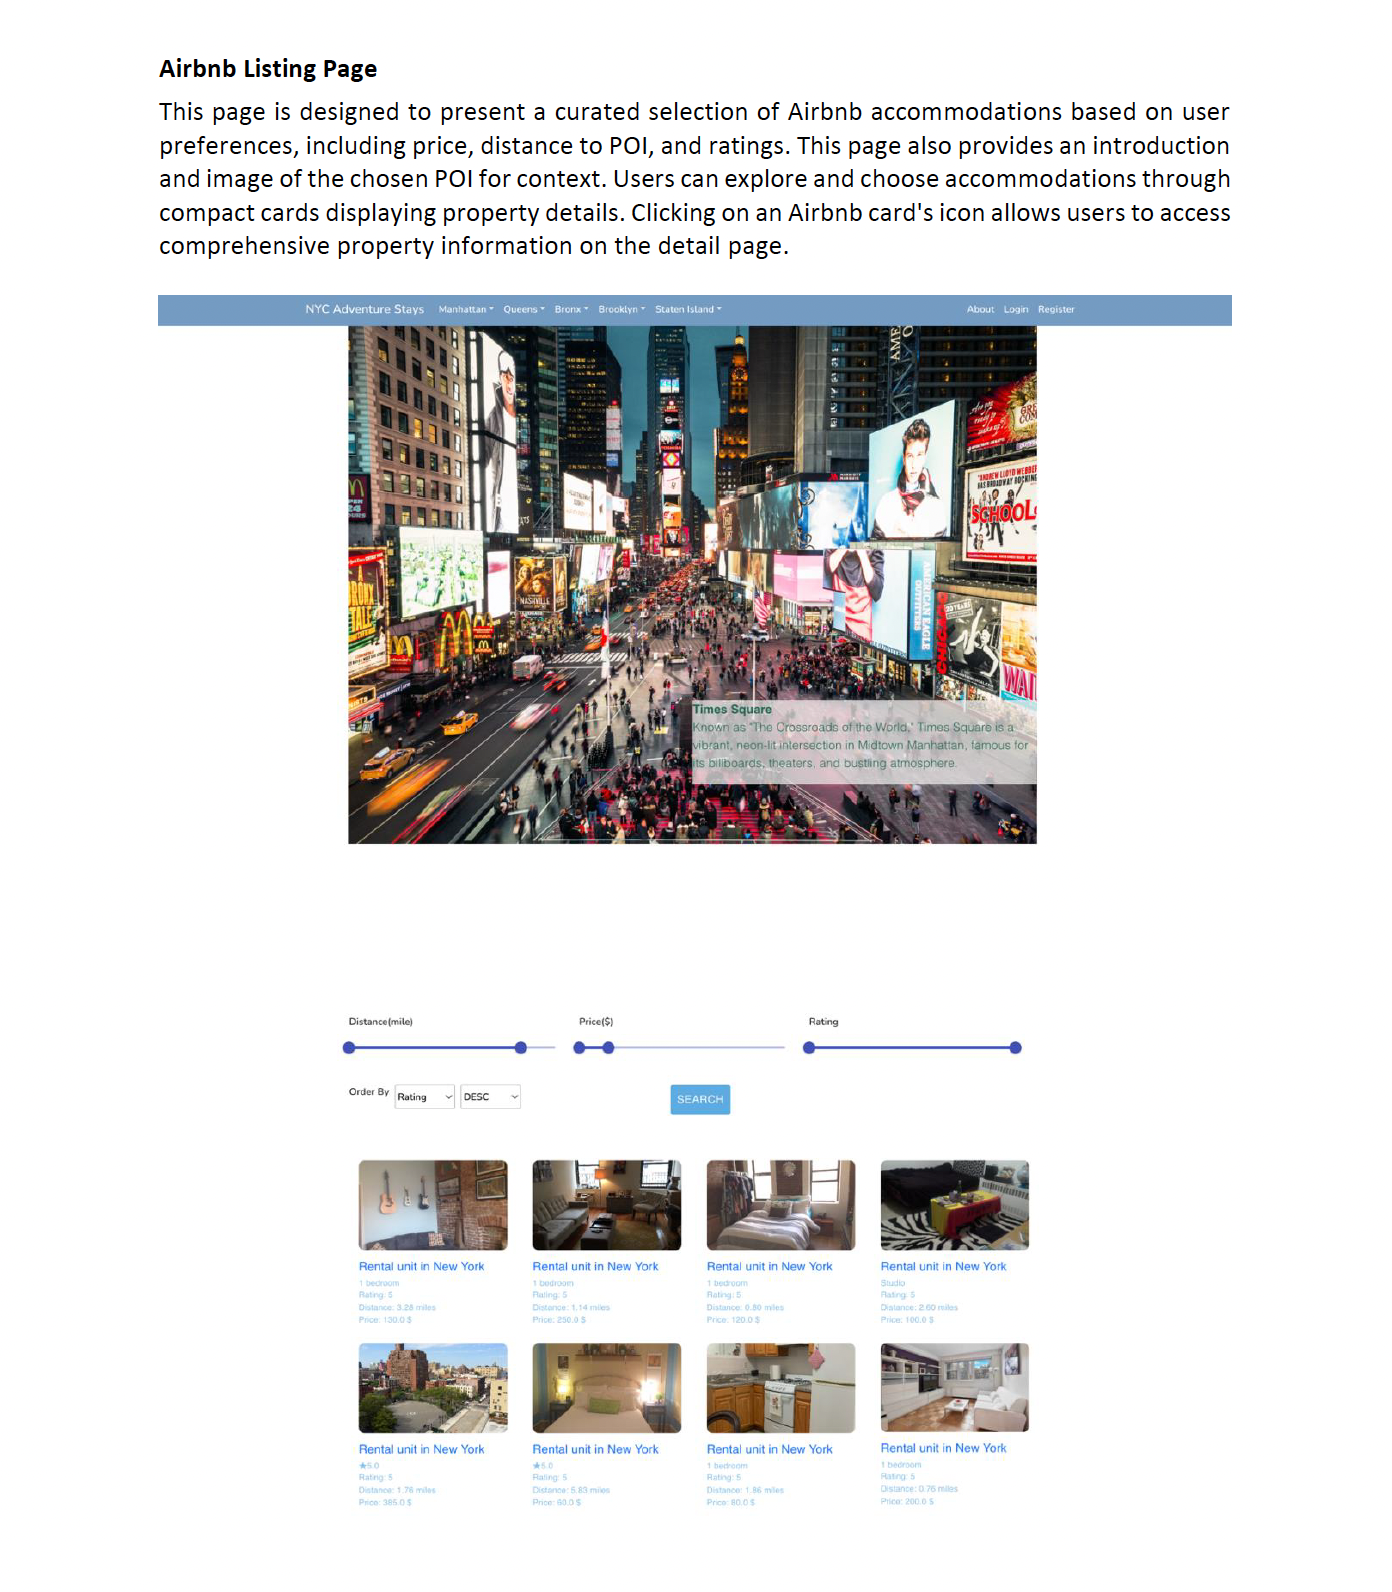 Airbnb Listing Page
This page is designed to present a curated selection of Airbnb accommodations based on user
preferences, including price, distance to POI, and ratings. This page also provides an introduction
and image of the chosen POI for context. Users can explore and choose accommodations through
compact cards displaying property details. Clicking on an Airbnb card's icon allows users to access
comprehensive property information on the detail page.
NYC Adventure Stays Manhattan Queens Bronx Brooklyn Staten Island About Login Register
AME
SCHOOL
NASHVILLE
AMERICAN EAGLE
OUTFITTERS
CHICAGO
WAI
Times Square
Known as "The Crossroads of the World," Times Square is a
vibrant, neon-lit intersection in Midtown Manhattan, famous for
its billboards, theaters, and bustling atmosphere.
Distance(mile) Price($) Rating
Order By Rating DESC SEARCH
Rental unit in New York Rental unit in New York Rental unit in New York Rental unit in New York
1 bedroom 1 bedroom 1 bedroom Studio
Rating: 5 Rating: 5 Rating: 5 Rating: 5
Distance: 3.28 miles Distance: 1.14 miles Distance: 0.80 miles Distance: 2.60 miles
Price: 130.0 $ Price: 250.0 $ Price: 120.0 $ Price: 100.0 $
Rental unit in New York Rental unit in New York Rental unit in New York Rental unit in New York
★5.0 ★5.0 1 bedroom 1 bedroom
Rating: 5 Rating: 5 Rating: 5 Rating: 5
Distance: 1.76 miles Distance: 5.83 miles Distance: 1.86 miles Distance: 0.76 miles
Price: 385.0 $ Price: 60.0 $ Price: 80.0 $ Price: 200.0 $